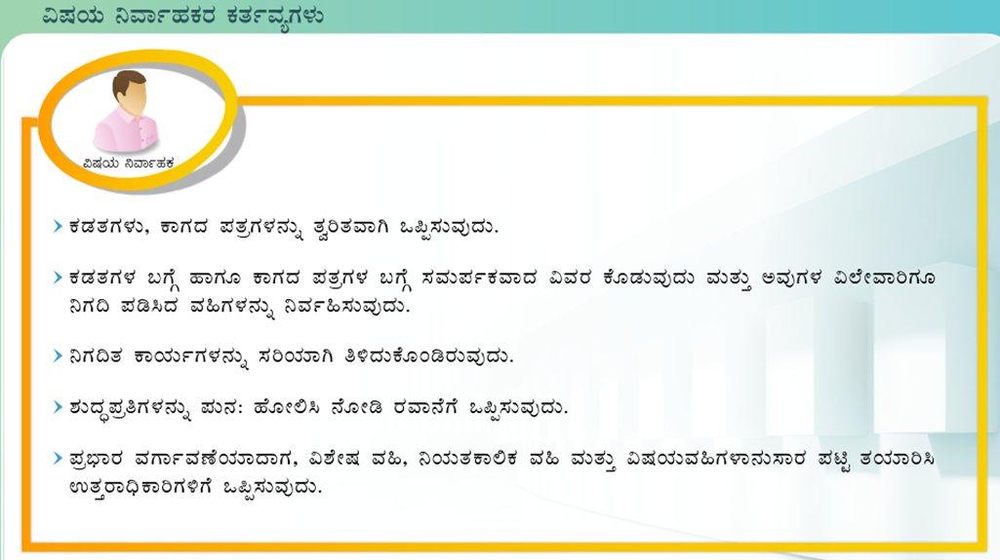 ವಿಷಯ ನಿರ್ವಾಹಕರ ಕರ್ತವ್ಯಗಳು
ವಿಷಯ ನಿರ್ವಾಹಕ
ಕಡತಗಳು, ಕಾಗದ ಪತ್ರಗಳನ್ನು ತ್ವರಿತವಾಗಿ ಒಪ್ಪಿಸುವುದು.
ಕಡತಗಳ ಬಗ್ಗೆ ಹಾಗೂ ಕಾಗದ ಪತ್ರಗಳ ಬಗ್ಗೆ ಸಮರ್ಪಕವಾದ ವಿವರ ಕೊಡುವುದು ಮತ್ತು ಅವುಗಳ ವಿಲೇವಾರಿಗೂ
ನಿಗದಿ ಪಡಿಸಿದ ವಹಿಗಳನ್ನು ನಿರ್ವಹಿಸುವುದು.
ನಿಗದಿತ ಕಾರ್ಯಗಳನ್ನು ಸರಿಯಾಗಿ ತಿಳಿದುಕೊಂಡಿರುವುದು.
ಶುದ್ಧಪ್ರತಿಗಳನ್ನು ಪುನ: ಹೋಲಿಸಿ ನೋಡಿ ರವಾನೆಗೆ ಒಪ್ಪಿಸುವುದು.
ಪ್ರಭಾರ ವರ್ಗಾವಣೆಯಾದಾಗ, ವಿಶೇಷ ವಹಿ, ನಿಯತಕಾಲಿಕ ವಹಿ ಮತ್ತು ವಿಷಯವಹಿಗಳಾನುಸಾರ ಪಟ್ಟಿ ತಯಾರಿಸಿ
ಉತ್ತರಾಧಿಕಾರಿಗಳಿಗೆ ಒಪ್ಪಿಸುವುದು.